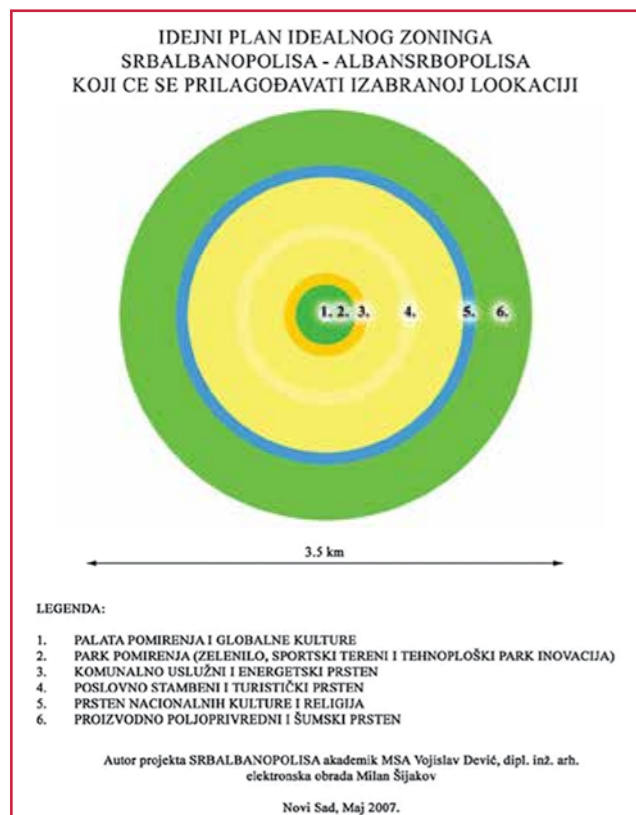 IDEJNI PLAN IDEALNOG ZONINGA
SRBALBANOPOLISA - ALBANSRBOPOLISA
KOJI CE SE PRILAGOĐAVATI IZABRANOJ LOOKACIJI
1. 2. 3. 4. 5. 6.
3.5 km
LEGENDA:
1. PALATA POMIRENJA I GLOBALNE KULTURE
2. PARK POMIRENJA (ZELENILO, SPORTSKI TERENI I TEHNOPLOŠKI PARK INOVACIJA)
3. KOMUNALNO USLUŽNI I ENERGETSKI PRSTEN
4. POSLOVNO STAMBENI I TURISTIČKI PRSTEN
5. PRSTEN NACIONALNIH KULTURE I RELIGIJA
6. PROIZVODNO POLJOPRIVREDNI I ŠUMSKI PRSTEN
Autor projekta SRBALBANOPOLISA akademik MSA Vojislav Dević, dipl. inž. arh.
elektronska obrada Milan Šijakov
Novi Sad, Maj 2007.